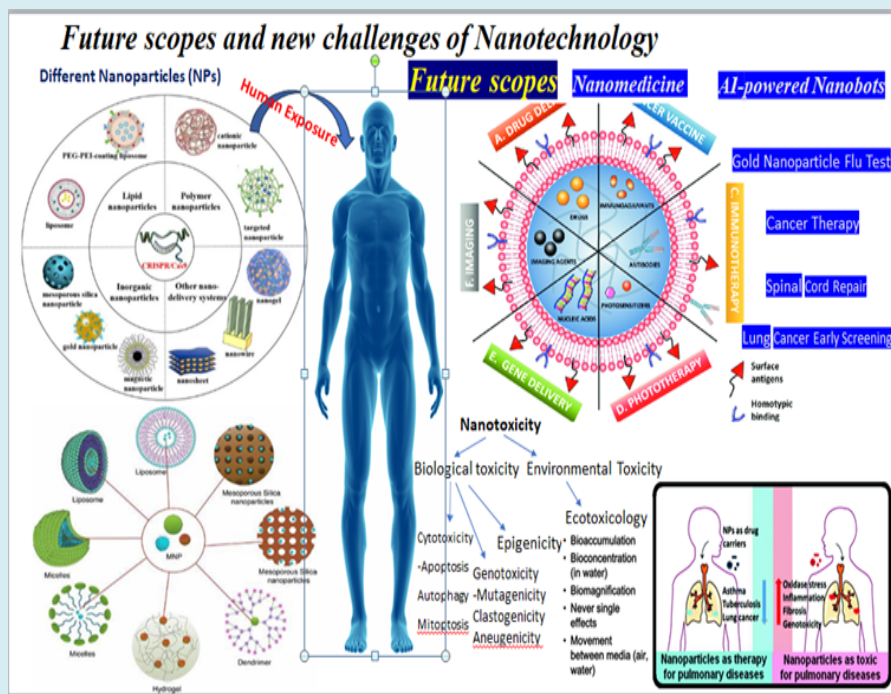 Future scopes and new challenges of Nanotechnology
Different Nanoparticles (NPs)
Human Exposure
PEG-PEI-coating liposome
cationic
nanoparticle
liposome
Lipid
nanoparticles
Polymer
nanoparticles
targeted
nanoparticle
CRISPR/Cas9
mesoporous silica
nanoparticle
Inorganic
nanoparticles
Other nano-
delivery systems
nanogel
gold nanoparticle
nanowire
magnetic
nanoparticle
nanosheet
Liposome
Liposome
Mesoporous Silica
nanoparticles
Micelles
MNP
Mesoporous Silica
nanoparticles
Micelles
Dendrimer
Hydrogel
Future scopes
Nanomedicine
AI-powered Nanobots
A. DRUG DEL
CER VACCINE
DRUGS
IMMUNOADJUVANTS
IMAGING AGENTS
ANTIBODIES
NUCLEIC ACIDS
PHOTOSENSITIZERS
F. IMAGING
C. IMMUNOTHERAPY
E. GENE DELIVERY
D. PHOTOTHERAPY
Gold Nanoparticle Flu Test
Cancer Therapy
Spinal Cord Repair
Lung Cancer Early Screening
Surface
antigens
Homotypic
binding
Nanotoxicity
Biological toxicity
Environmental Toxicity
Cytotoxicity
-Apoptosis
Autophagy
Mitoptosis
Epigenicity
Genotoxicity
-Mutagenicity
Clastogenicity
Aneugenicity
Ecotoxicology
• Bioaccumulation
• Bioconcentration
(in water)
• Biomagnification
• Never single
effects
• Movement
between media (air,
water)
NPs as drug
carriers
Asthma
Tuberculosis
Lung cancer
Oxidase stress
Inflammation
Fibrosis
Genotoxicity
Nanoparticles as therapy
for pulmonary diseases
Nanoparticles as toxic
for pulmonary diseases